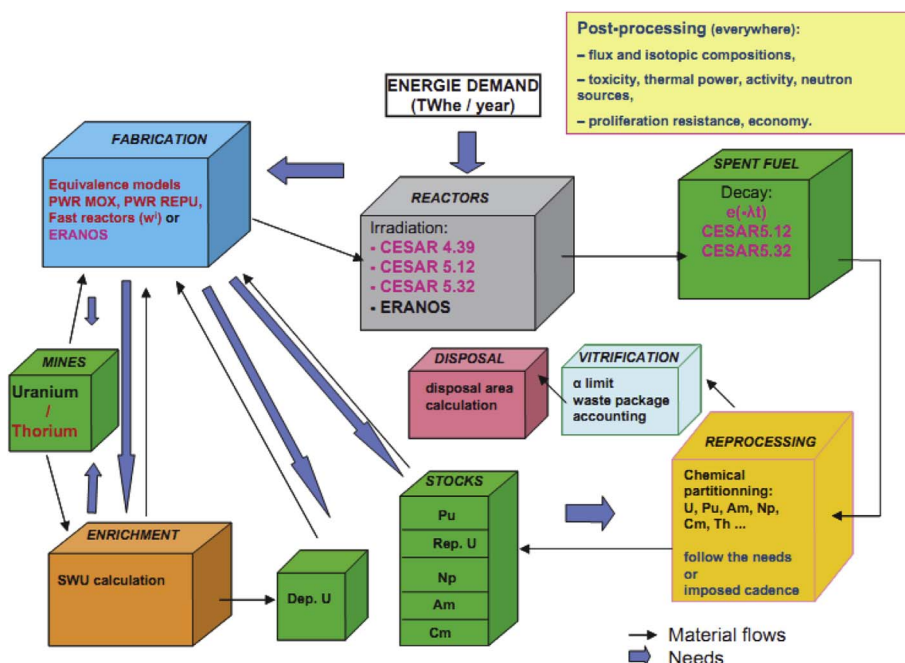 Post-processing (everywhere):
– flux and isotopic compositions,
– toxicity, thermal power, activity, neutron
sources,
– proliferation resistance, economy.
ENERGIE DEMAND
(TWhe / year)
FABRICATION
Equivalence models
PWR MOX, PWR REPU,
Fast reactors (wⁱ) or
ERANOS
REACTORS
Irradiation:
- CESAR 4.39
- CESAR 5.12
- CESAR 5.32
- ERANOS
SPENT FUEL
Decay:
e(-λt)
CESAR5.12
CESAR5.32
MINES
Uranium
/
Thorium
DISPOSAL
disposal area
calculation
VITRIFICATION
α limit
waste package
accounting
REPROCESSING
Chemical
partitionning:
U, Pu, Am, Np,
Cm, Th ...
follow the needs
or
imposed cadence
STOCKS
Pu
Rep. U
Np
Am
Cm
ENRICHMENT
SWU calculation
Dep. U
Material flows
Needs